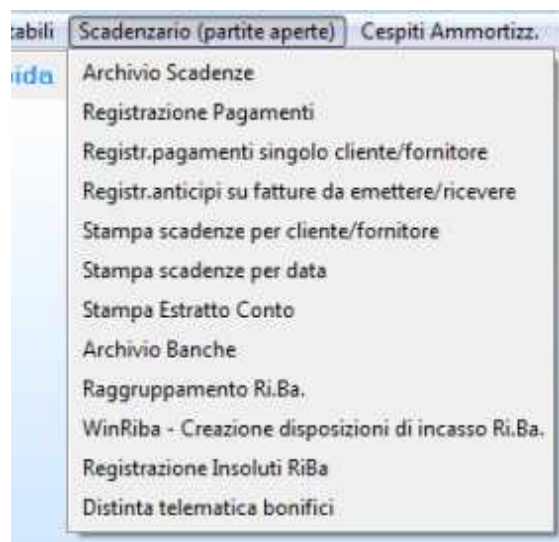 tabili Scadenzario (partite aperte) Cespiti Ammortizz.
ida
Archivio Scadenze
Registrazione Pagamenti
Registr.pagamenti singolo cliente/fornitore
Registr.anticipi su fatture da emettere/ricevere
Stampa scadenze per cliente/fornitore
Stampa scadenze per data
Stampa Estratto Conto
Archivio Banche
Raggruppamento Ri.Ba.
WinRiba - Creazione disposizioni di incasso Ri.Ba.
Registrazione Insoluti RiBa
Distinta telematica bonifici